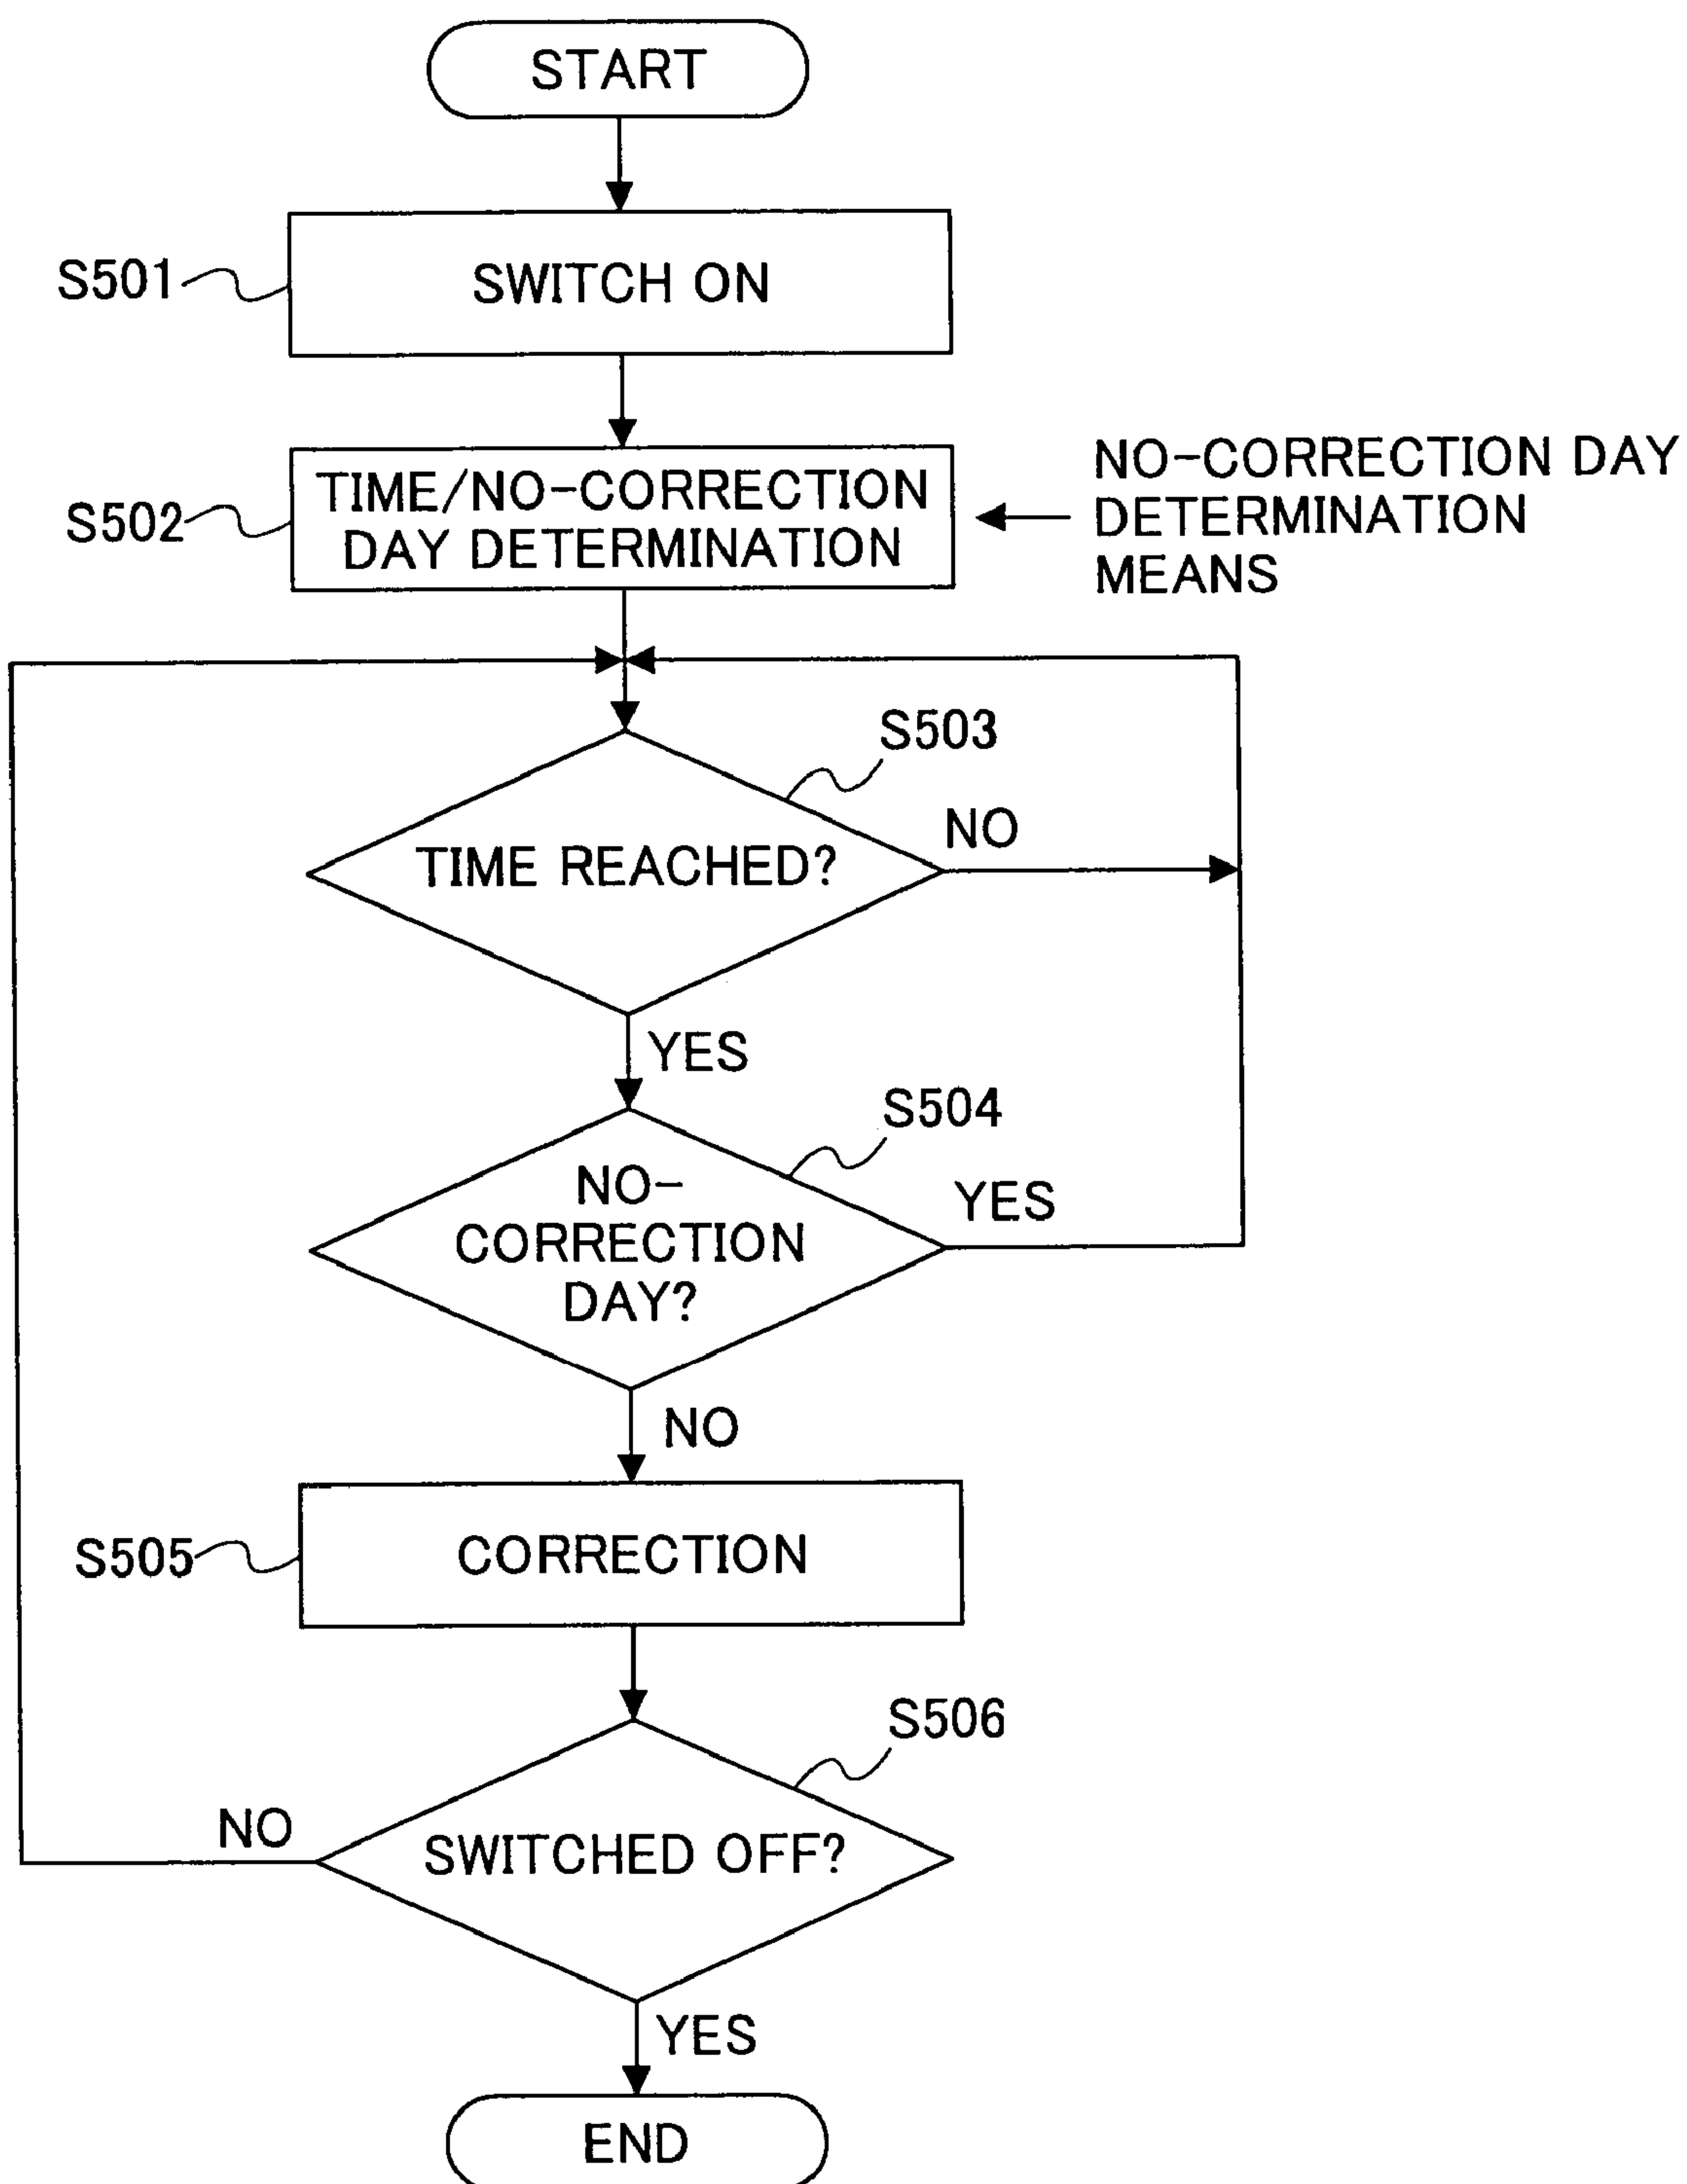 START
S501
SWITCH ON
S502
TIME/NO-CORRECTION
DAY DETERMINATION
NO-CORRECTION DAY
DETERMINATION
MEANS
S503
TIME REACHED?
NO
YES
S504
NO-
CORRECTION
DAY?
YES
NO
S505
CORRECTION
S506
SWITCHED OFF?
NO
YES
END